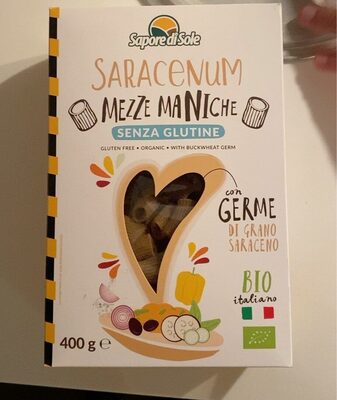 Sapore di Sole
SARACENUM
MEZZE MANICHE
SENZA GLUTINE
GLUTEN FREE • ORGANIC • WITH BUCKWHEAT GERM
con
GERME
DI GRANO
SARACENO
BIO
italiano
400 g e